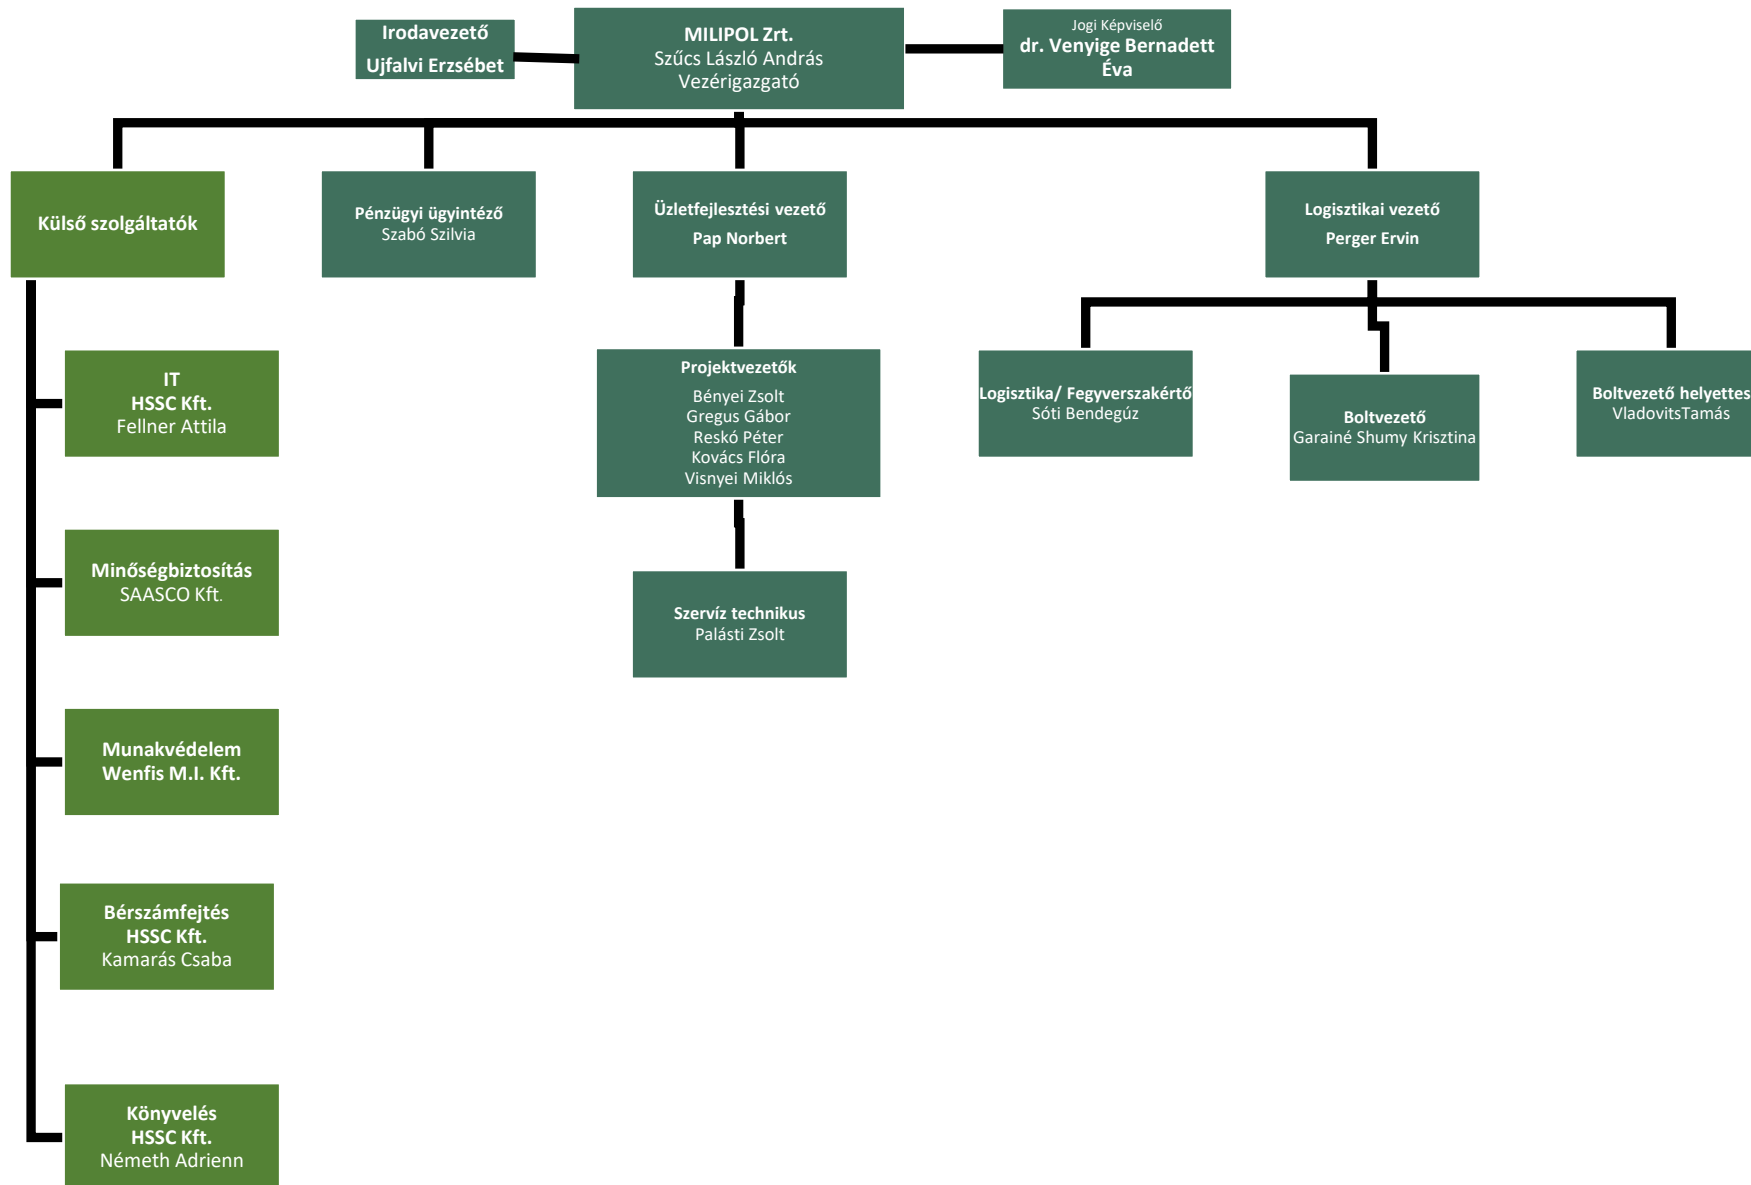 Irodavezető
Ujfalvi Erzsébet
MILIPOL Zrt.
Szűcs László András
Vezérigazgató
Jogi Képviselő
dr. Venyige Bernadett
Éva
Külső szolgáltatók
Pénzügyi ügyintéző
Szabó Szilvia
Üzletfejlesztési vezető
Pap Norbert
Logisztikai vezető
Perger Ervin
IT
HSSC Kft.
Fellner Attila
Projektvezetők
Bényei Zsolt
Gregus Gábor
Reskó Péter
Kovács Flóra
Visnyei Miklós
Logisztika/ Fegyverszakértő
Sóti Bendegúz
Boltvezető
Garainé Shumy Krisztina
Boltvezető helyettes
VladovitsTamás
Minőségbiztosítás
SAASCO Kft.
Szervíz technikus
Palásti Zsolt
Munakvédelem
Wenfis M.I. Kft.
Bérszámfejtés
HSSC Kft.
Kamarás Csaba
Könyvelés
HSSC Kft.
Németh Adrienn